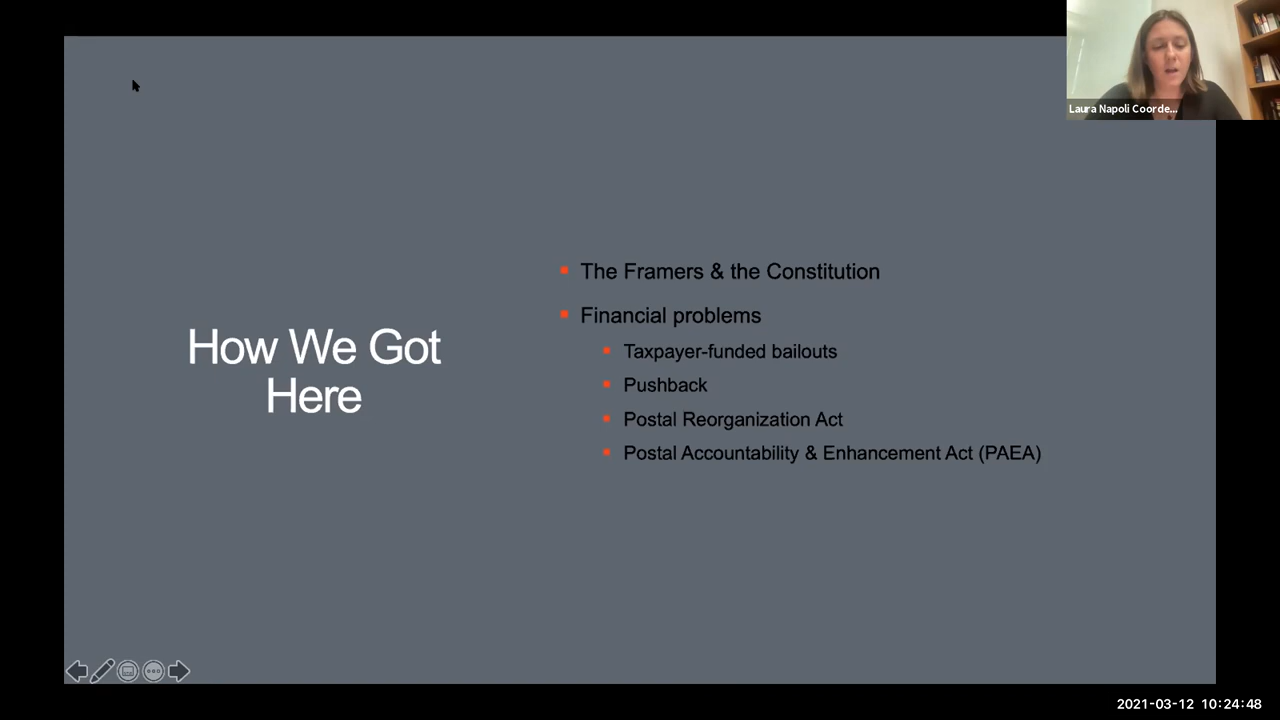 Laura Napoli Coorde...
How We Got
Here
The Framers & the Constitution
Financial problems
Taxpayer-funded bailouts
Pushback
Postal Reorganization Act
Postal Accountability & Enhancement Act (PAEA)
2021-03-12 10:24:48